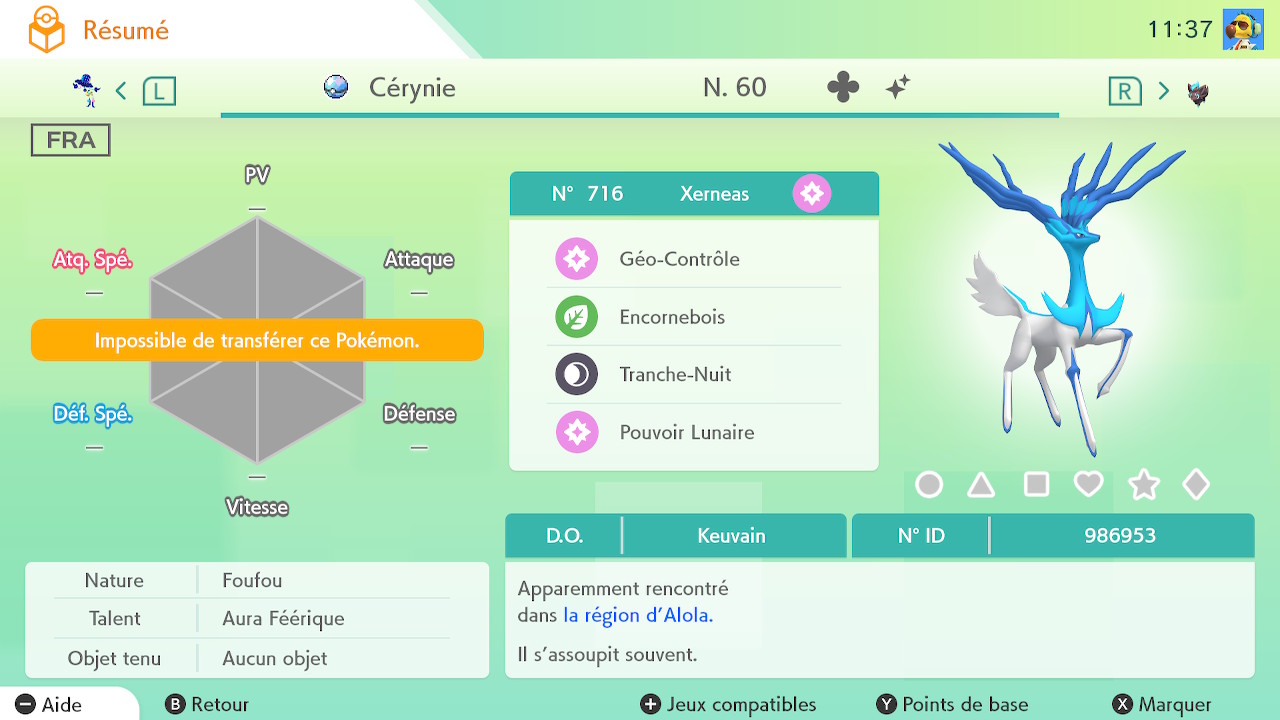 Résumé
11:37
L
Cérynie
N. 60
R
FRA
PV
—
Atq. Spé.
—
Attaque
—
Impossible de transférer ce Pokémon.
Déf. Spé.
—
Défense
—
—
Vitesse
N° 716 Xerneas
Géo-Contrôle
Encornebois
Tranche-Nuit
Pouvoir Lunaire
D.O. Keuvain
N° ID 986953
Nature Foufou
Talent Aura Féérique
Objet tenu Aucun objet
Apparemment rencontré
dans la région d'Alola.
Il s'assoupit souvent.
Aide
B Retour
Jeux compatibles
Y Points de base
X Marquer